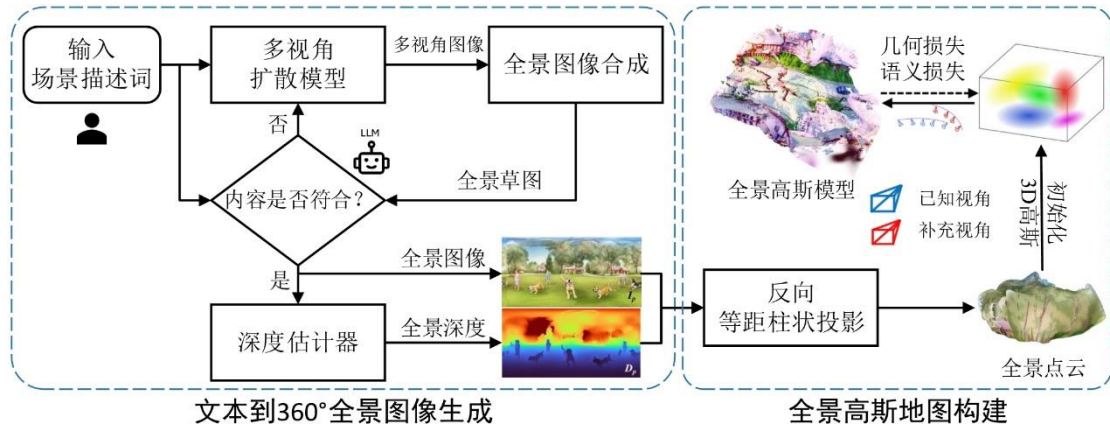 输入
场景描述词
多视角
扩散模型
多视角图像
全景图像合成
否
LLM
内容是否符合？
全景草图
是
全景图像
I_p
深度估计器
全景深度
D_p
文本到360°全景图像生成
全景高斯模型
几何损失
语义损失
已知视角
补充视角
初始化
3D高斯
反向
等距柱状投影
全景点云
全景高斯地图构建